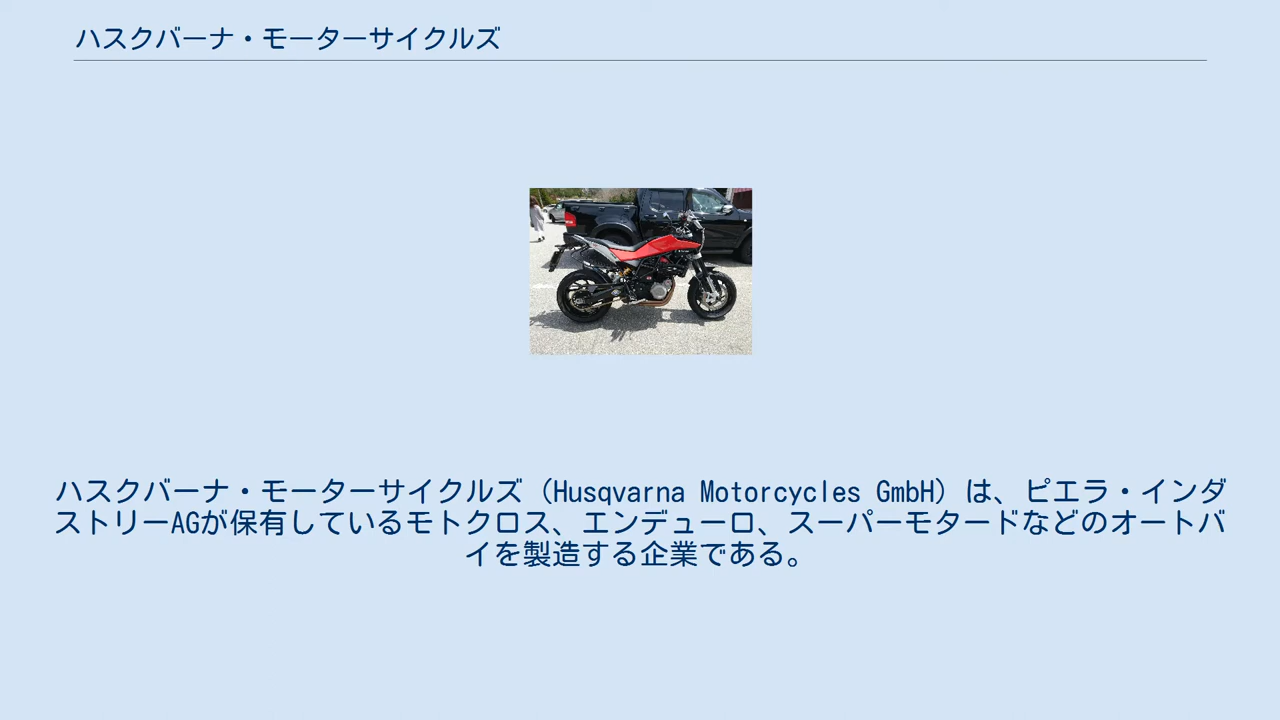 ハスクバーナ・モーターサイクルズ
ハスクバーナ・モーターサイクルズ（Husqvarna Motorcycles GmbH）は、ピエラ・インダ
ストリーAGが保有しているモトクロス、エンデューロ、スーパーモタードなどのオートバ
イを製造する企業である。